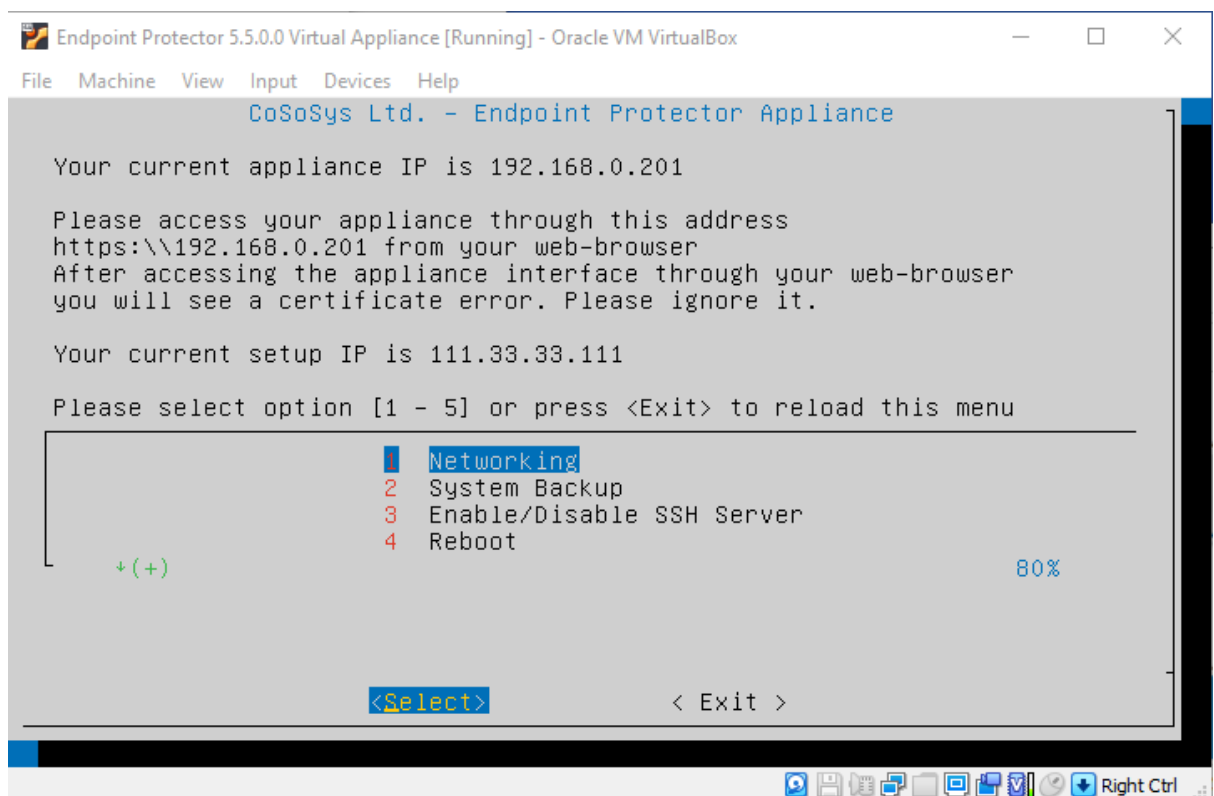 Endpoint Protector 5.5.0.0 Virtual Appliance [Running] - Oracle VM VirtualBox
File Machine View Input Devices Help
CoSoSys Ltd. – Endpoint Protector Appliance
Your current appliance IP is 192.168.0.201
Please access your appliance through this address
https:\\192.168.0.201 from your web-browser
After accessing the appliance interface through your web-browser
you will see a certificate error. Please ignore it.
Your current setup IP is 111.33.33.111
Please select option [1 - 5] or press <Exit> to reload this menu
1 Networking
2 System Backup
3 Enable/Disable SSH Server
4 Reboot
↓(+) 80%
<Select> < Exit >
Right Ctrl